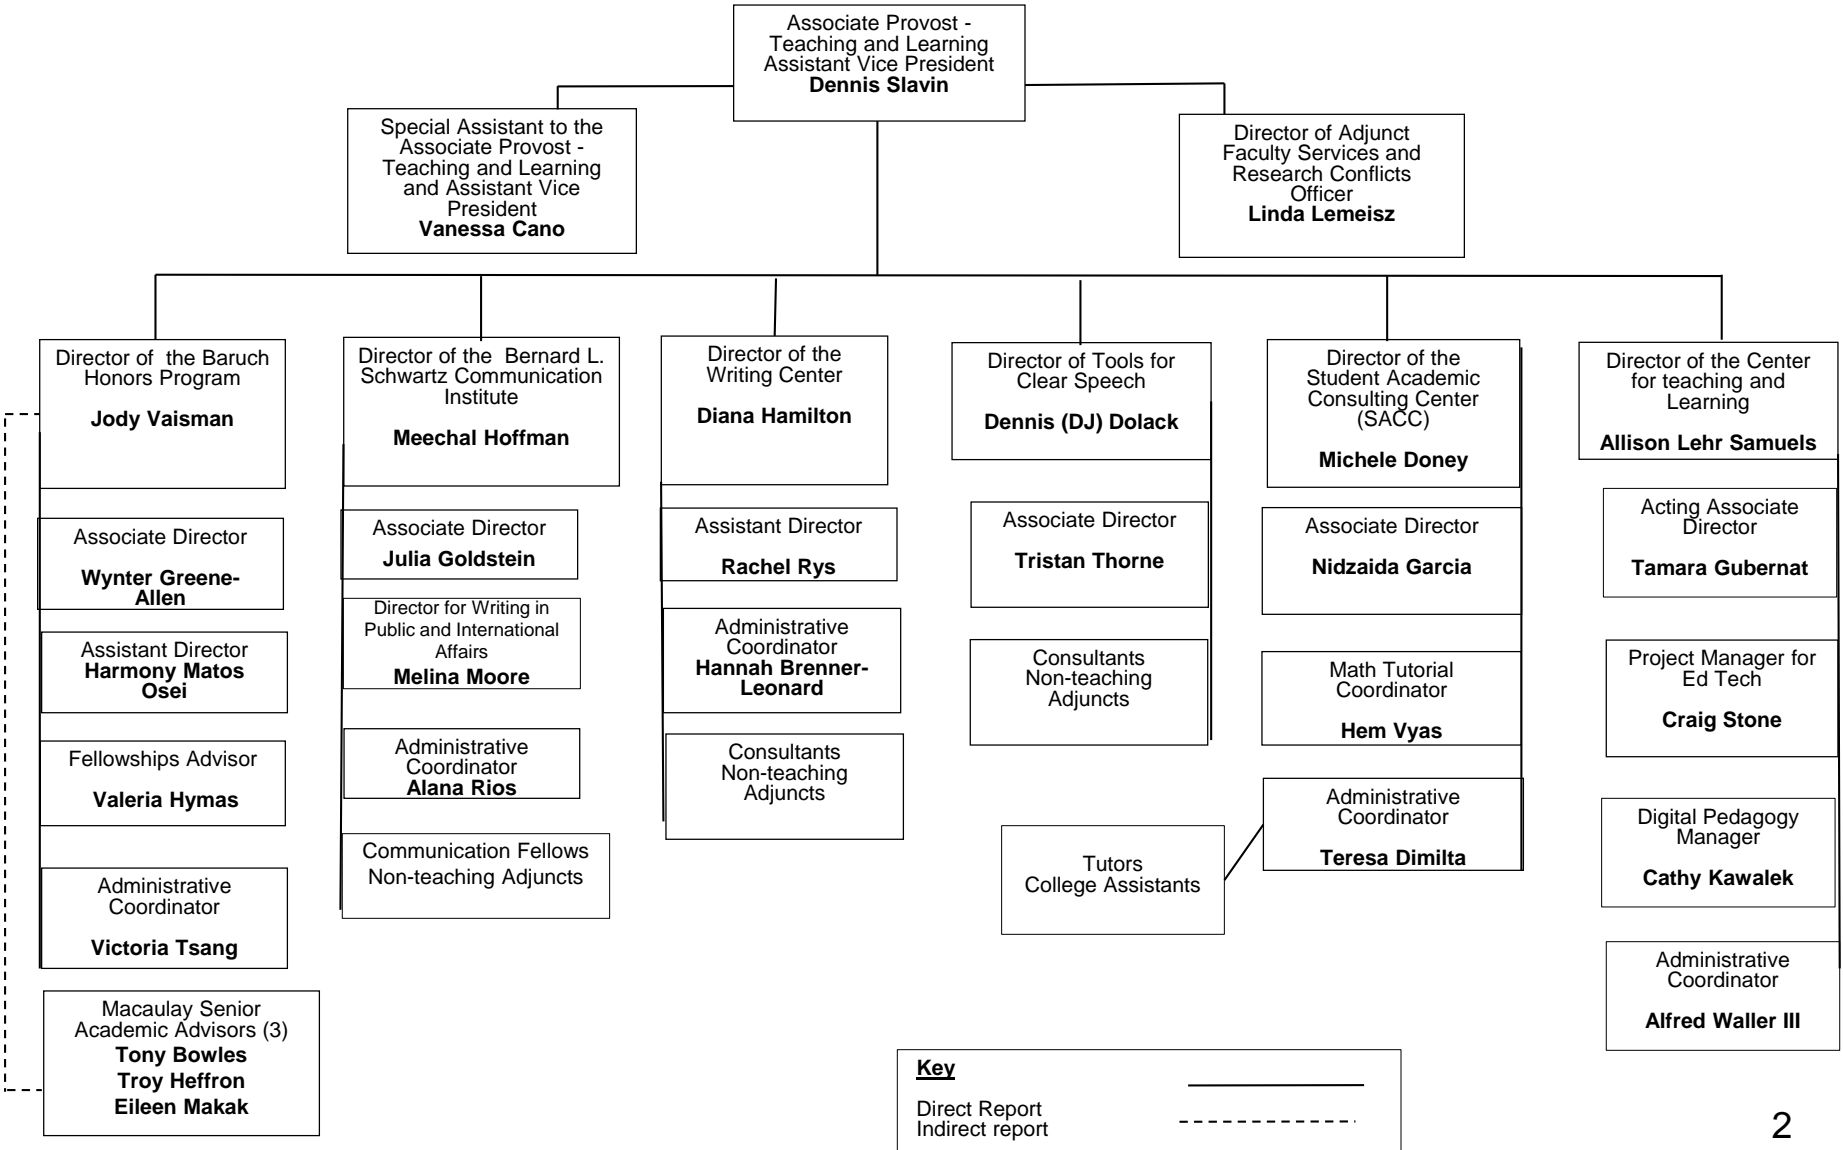 Associate Provost -
Teaching and Learning
Assistant Vice President
Dennis Slavin
Special Assistant to the
Associate Provost -
Teaching and Learning
and Assistant Vice
President
Vanessa Cano
Director of Adjunct
Faculty Services and
Research Conflicts
Officer
Linda Lemeisz
Director of  the Baruch
Honors Program
Jody Vaisman
Associate Director
Wynter Greene-
Allen
Assistant Director
Harmony Matos
Osei
Fellowships Advisor
Valeria Hymas
Administrative
Coordinator
Victoria Tsang
Macaulay Senior
Academic Advisors (3)
Tony Bowles
Troy Heffron
Eileen Makak
Director of the  Bernard L.
Schwartz Communication
Institute
Meechal Hoffman
Associate Director
Julia Goldstein
Director for Writing in
Public and International
Affairs
Melina Moore
Administrative
Coordinator
Alana Rios
Communication Fellows
Non-teaching Adjuncts
Director of the
Writing Center
Diana Hamilton
Assistant Director
Rachel Rys
Administrative
Coordinator
Hannah Brenner-
Leonard
Consultants
Non-teaching
Adjuncts
Director of Tools for
Clear Speech
Dennis (DJ) Dolack
Associate Director
Tristan Thorne
Consultants
Non-teaching
Adjuncts
Director of the
Student Academic
Consulting Center
(SACC)
Michele Doney
Associate Director
Nidzaida Garcia
Math Tutorial
Coordinator
Hem Vyas
Administrative
Coordinator
Teresa Dimilta
Tutors
College Assistants
Director of the Center
for teaching and
Learning
Allison Lehr Samuels
Acting Associate
Director
Tamara Gubernat
Project Manager for
Ed Tech
Craig Stone
Digital Pedagogy
Manager
Cathy Kawalek
Administrative
Coordinator
Alfred Waller III
Key
Direct Report
Indirect report
2